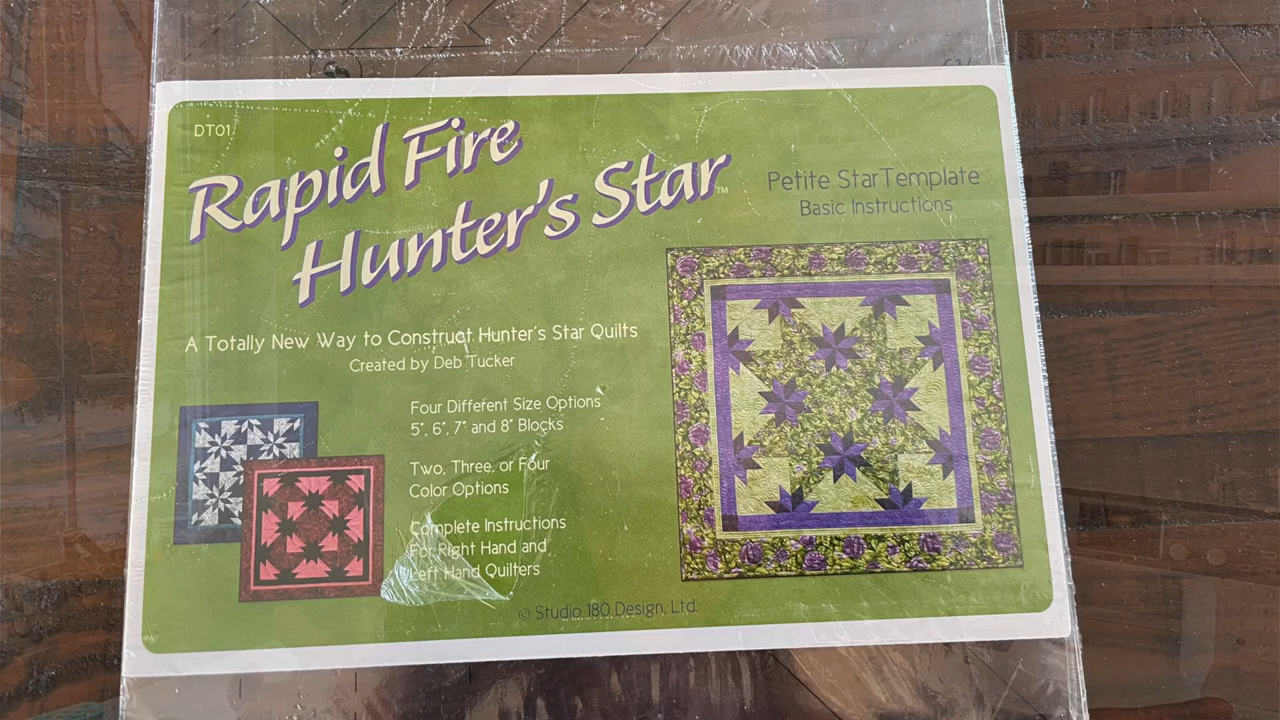 DT01
Rapid Fire
Hunter's Star™
Petite Star Template
Basic Instructions
A Totally New Way to Construct Hunter's Star Quilts
Created by Deb Tucker
Four Different Size Options
5", 6", 7" and 8" Blocks
Two, Three, or Four
Color Options
Complete Instructions
For Right Hand and
Left Hand Quilters
© Studio 180 Design, Ltd.